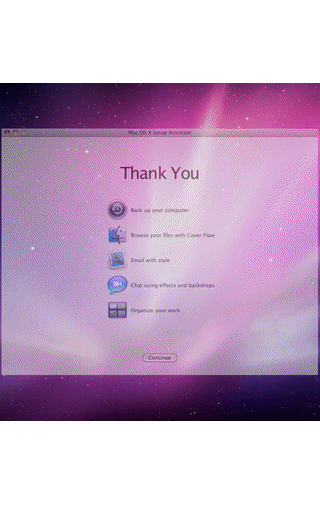 Mac OS X Setup Assistant
Thank You
Back up your computer
Browse your files with Cover Flow
Email with style
Chat using effects and backdrops
Organize your work
Continue